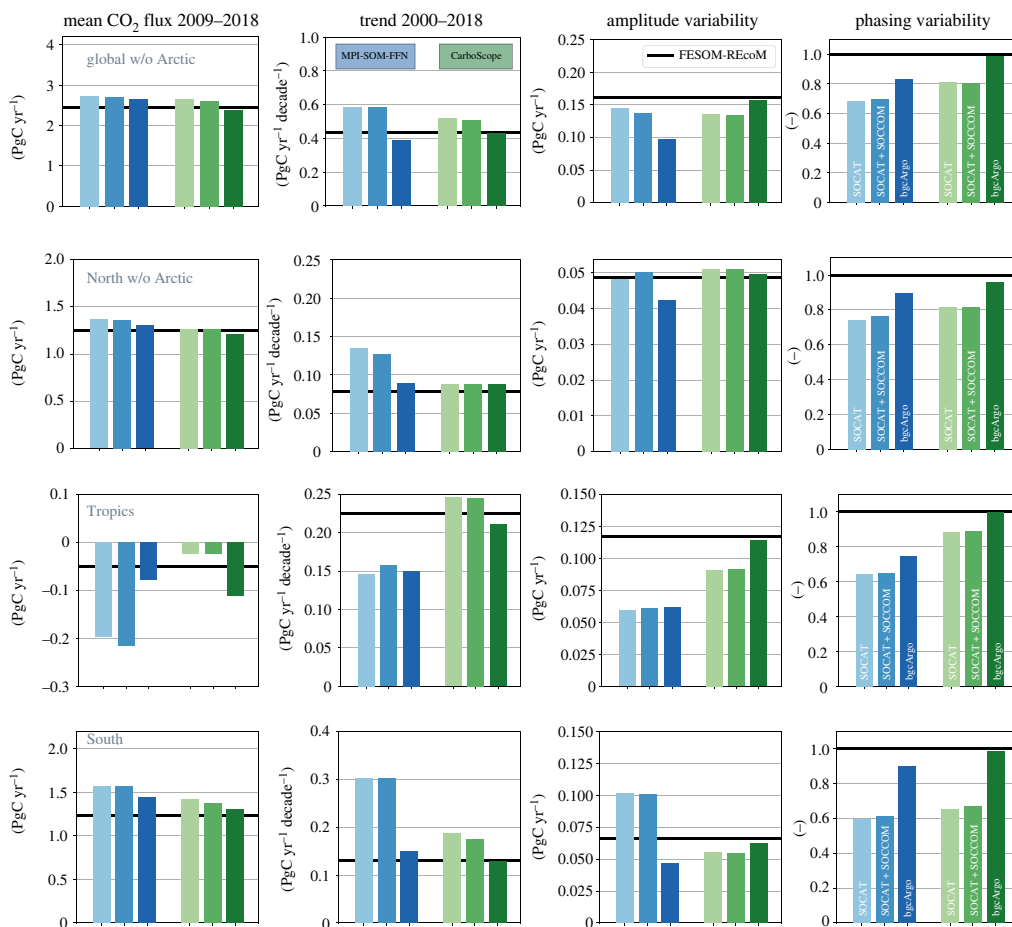 mean CO₂ flux 2009–2018
trend 2000–2018
amplitude variability
phasing variability
global w/o Arctic
(PgC yr⁻¹)
4
3
2
1
0
MPI-SOM-FFN
CarboScope
(PgC yr⁻¹ decade⁻¹)
1.0
0.8
0.6
0.4
0.2
0
FESOM-REcoM
(PgC yr⁻¹)
0.25
0.20
0.15
0.10
0.05
0
(–)
1.0
0.8
0.6
0.4
0.2
0
SOCAT
SOCAT + SOCCOM
bgcArgo
SOCAT
SOCAT + SOCCOM
bgcArgo
North w/o Arctic
(PgC yr⁻¹)
2.0
1.5
1.0
0.5
0
(PgC yr⁻¹ decade⁻¹)
0.25
0.20
0.15
0.10
0.05
0
(PgC yr⁻¹)
0.05
0.04
0.03
0.02
0.01
0
(–)
1.0
0.8
0.6
0.4
0.2
0
SOCAT
SOCAT + SOCCOM
bgcArgo
SOCAT
SOCAT + SOCCOM
bgcArgo
Tropics
(PgC yr⁻¹)
0.1
0
–0.1
–0.2
–0.3
(PgC yr⁻¹ decade⁻¹)
0.25
0.20
0.15
0.10
0.05
0
(PgC yr⁻¹)
0.150
0.125
0.100
0.075
0.050
0.025
0
(–)
1.0
0.8
0.6
0.4
0.2
0
SOCAT
SOCAT + SOCCOM
bgcArgo
SOCAT
SOCAT + SOCCOM
bgcArgo
South
(PgC yr⁻¹)
2.0
1.5
1.0
0.5
0
(PgC yr⁻¹ decade⁻¹)
0.4
0.3
0.2
0.1
0
(PgC yr⁻¹)
0.150
0.125
0.100
0.075
0.050
0.025
0
(–)
1.0
0.8
0.6
0.4
0.2
0
SOCAT
SOCAT + SOCCOM
bgcArgo
SOCAT
SOCAT + SOCCOM
bgcArgo